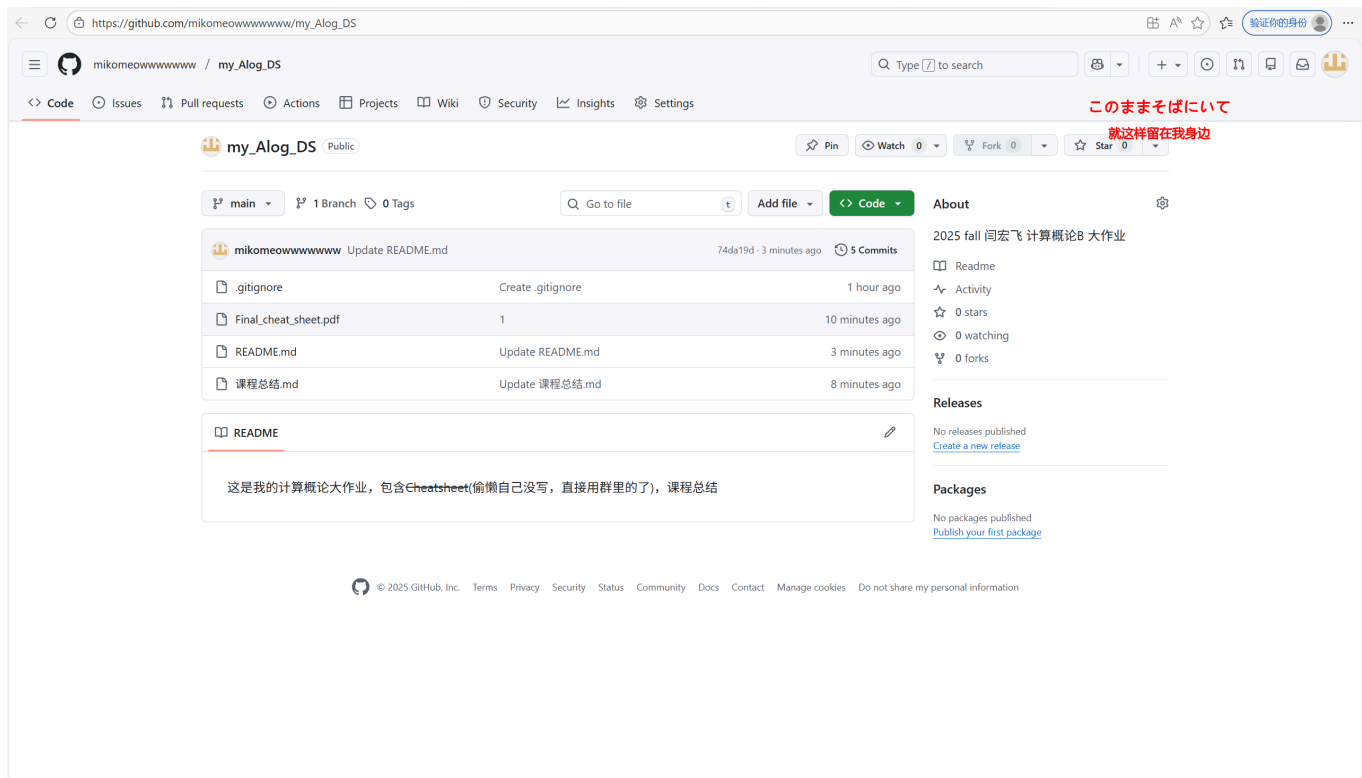 https://github.com/mikomeowwwwwww/my_Alog_DS
验证你的身份
mikomeowwwwwww / my_Alog_DS
Type / to search
Code Issues Pull requests Actions Projects Wiki Security Insights Settings
このままそばにいて
就这样留在我身边
my_Alog_DS Public
Pin Watch 0 Fork 0 Star 0
main 1 Branch 0 Tags
Go to file t Add file Code
mikomeowwwwwww Update README.md 74da19d · 3 minutes ago 5 Commits
.gitignore Create .gitignore 1 hour ago
Final_cheat_sheet.pdf 1 10 minutes ago
README.md Update README.md 3 minutes ago
课程总结.md Update 课程总结.md 8 minutes ago
README
这是我的计算概论大作业，包含Cheatsheet(偷懒自己没写，直接用群里的了)，课程总结
About
2025 fall 闫宏飞 计算概论B 大作业
Readme
Activity
0 stars
0 watching
0 forks
Releases
No releases published
Create a new release
Packages
No packages published
Publish your first package
© 2025 GitHub, Inc. Terms Privacy Security Status Community Docs Contact Manage cookies Do not share my personal information